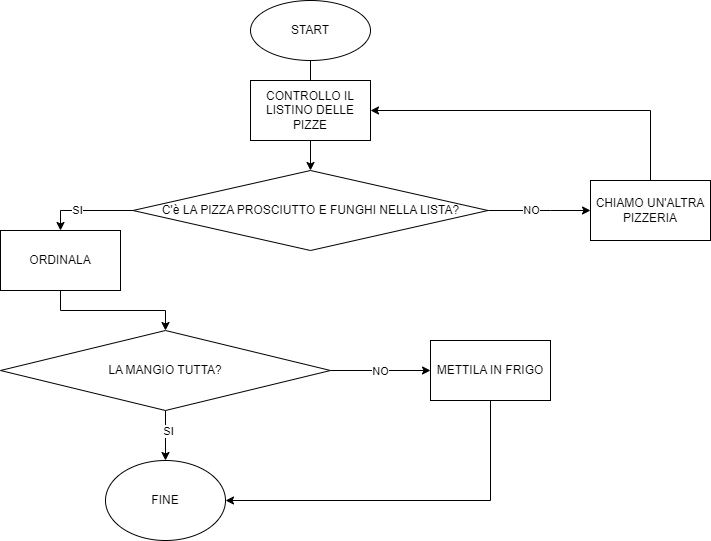 START
CONTROLLO IL
LISTINO DELLE
PIZZE
C'è LA PIZZA PROSCIUTTO E FUNGHI NELLA LISTA?
SI
NO
CHIAMO UN'ALTRA
PIZZERIA
ORDINALA
LA MANGIO TUTTA?
NO
METTILA IN FRIGO
SI
FINE